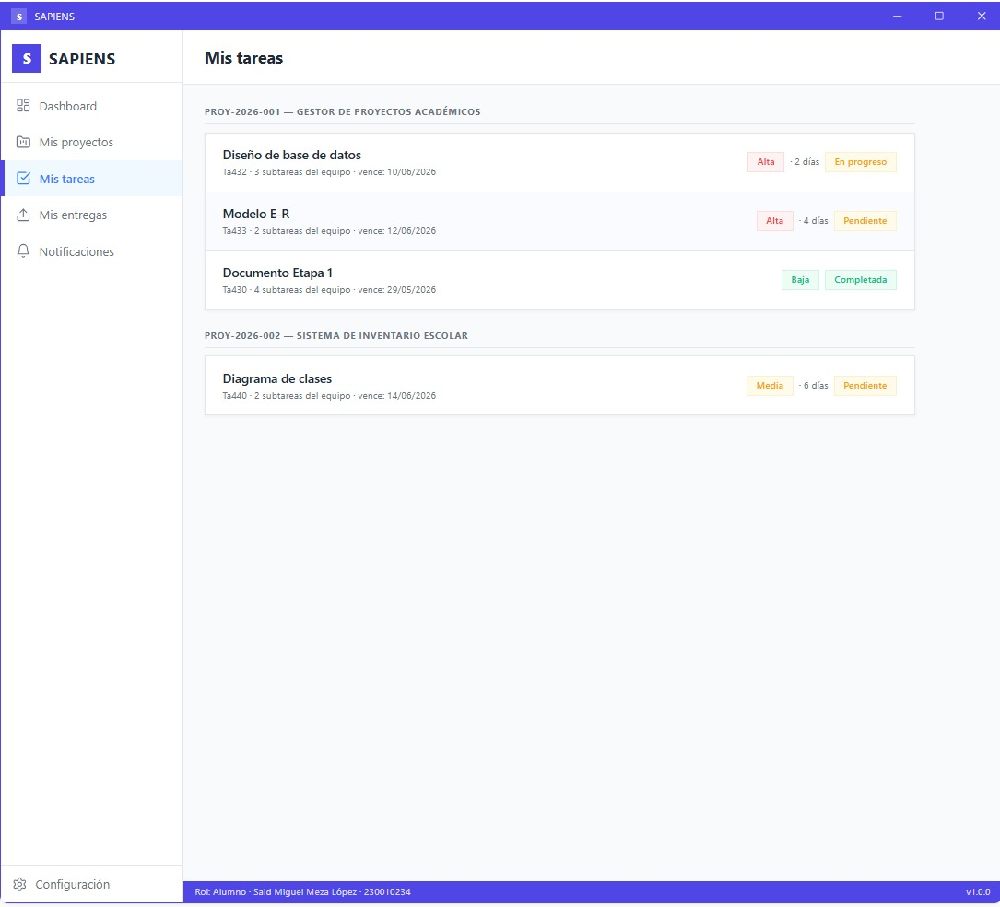 S SAPIENS
S SAPIENS
Mis tareas
Dashboard
Mis proyectos
Mis tareas
Mis entregas
Notificaciones
PROY-2026-001 — GESTOR DE PROYECTOS ACADÉMICOS
Diseño de base de datos
Ta432 · 3 subtareas del equipo · vence: 10/06/2026
Alta · 2 días En progreso
Modelo E-R
Ta433 · 2 subtareas del equipo · vence: 12/06/2026
Alta · 4 días Pendiente
Documento Etapa 1
Ta430 · 4 subtareas del equipo · vence: 29/05/2026
Baja Completada
PROY-2026-002 — SISTEMA DE INVENTARIO ESCOLAR
Diagrama de clases
Ta440 · 2 subtareas del equipo · vence: 14/06/2026
Media · 6 días Pendiente
Configuración
Rol: Alumno · Said Miguel Meza López · 230010234
v1.0.0